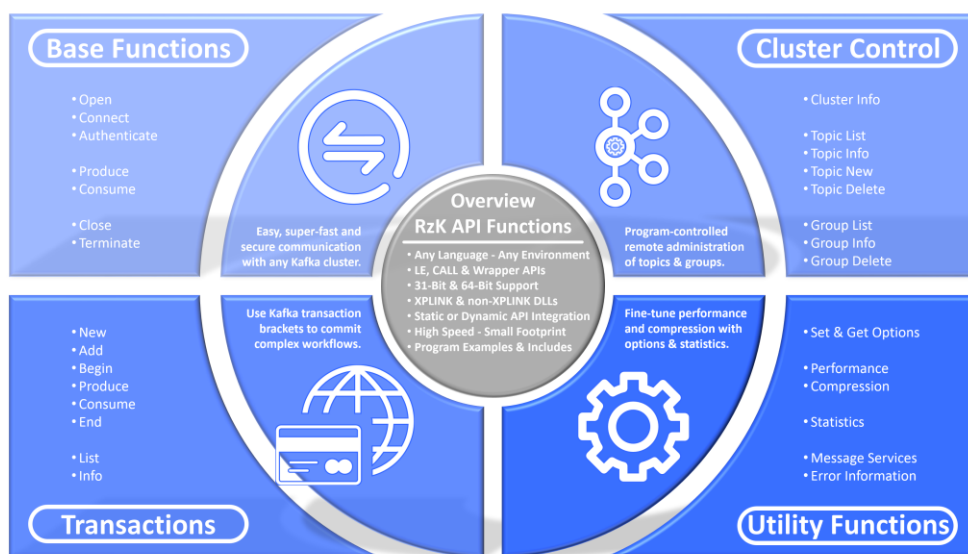 Base Functions
• Open
• Connect
• Authenticate
• Produce
• Consume
• Close
• Terminate
Easy, super-fast and
secure communication
with any Kafka cluster.
Cluster Control
• Cluster Info
• Topic List
• Topic Info
• Topic New
• Topic Delete
• Group List
• Group Info
• Group Delete
Program-controlled
remote administration
of topics & groups.
Overview
RzK API Functions
• Any Language - Any Environment
• LE, CALL & Wrapper APIs
• 31-Bit & 64-Bit Support
• XPLINK & non-XPLINK DLLs
• Static or Dynamic API Integration
• High Speed - Small Footprint
• Program Examples & Includes
Use Kafka transaction
brackets to commit
complex workflows.
• New
• Add
• Begin
• Produce
• Consume
• End
• List
• Info
Transactions
Fine-tune performance
and compression with
options & statistics.
• Set & Get Options
• Performance
• Compression
• Statistics
• Message Services
• Error Information
Utility Functions